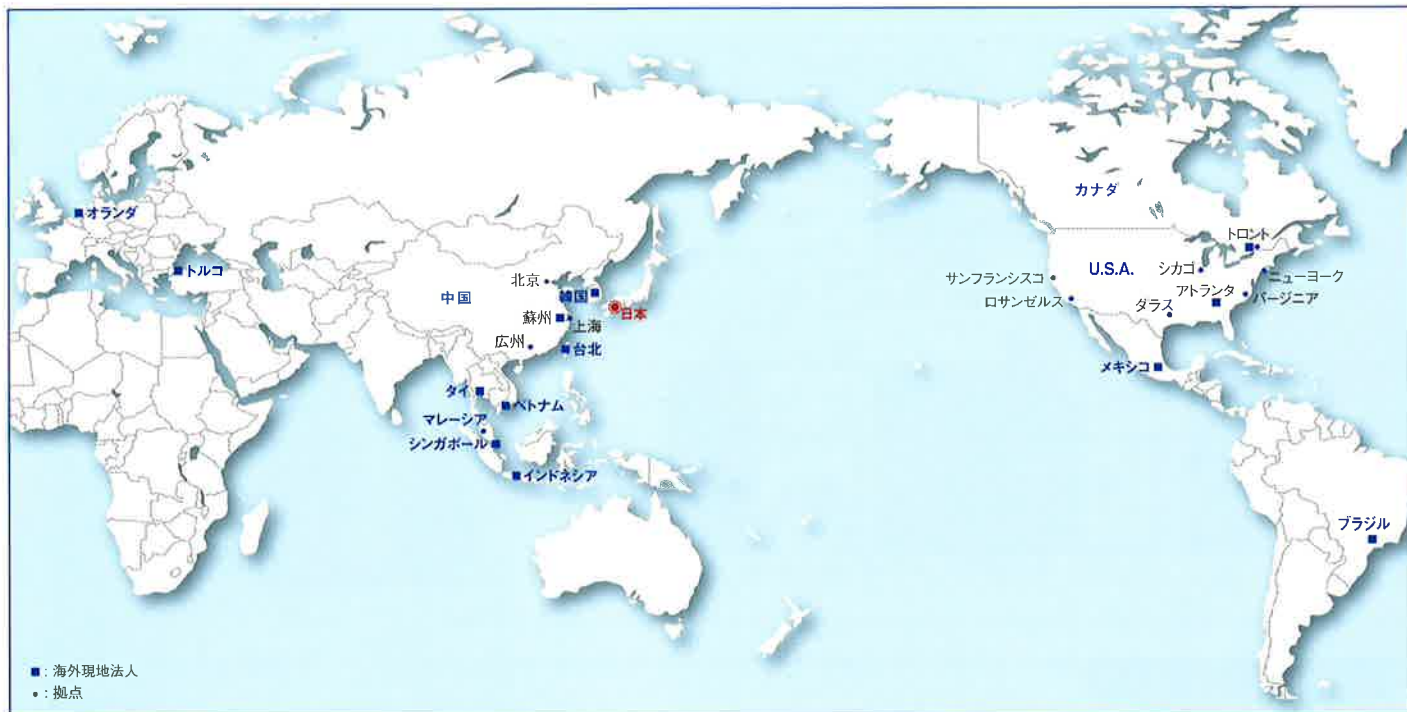 カナダ
オランダ
トロント
トルコ
U.S.A.
シカゴ
ニューヨーク
サンフランシスコ
北京
中国
韓国
アトランタ
バージニア
ロサンゼルス
ダラス
日本
蘇州
上海
広州
台北
メキシコ
タイ
ベトナム
マレーシア
シンガポール
インドネシア
ブラジル
■：海外現地法人
●：拠点